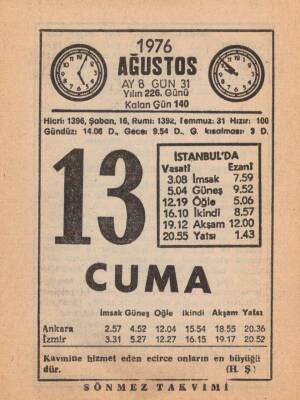 1976
AĞUSTOS
AY 8 GÜN 31
Yılın 226. Günü
Kalan Gün 140
Hicri: 1396, Şaban, 16, Rumi: 1392, Temmuz: 31 Hızır: 100
Gündüz: 14.06 D., Gece: 9.54 D., G. kısalması: 3 D.
13
İSTANBUL'DA
Vasatî Ezanî
3.08 İmsak 7.59
5.04 Güneş 9.52
12.19 Öğle 5.06
16.10 İkindi 8.57
19.12 Akşam 12.00
20.55 Yatsı 1.43
CUMA
İmsak Güneş Öğle İkindi Akşam Yatsı
Ankara 2.57 4.52 12.04 15.54 18.55 20.36
İzmir 3.31 5.27 12.27 16.15 19.17 20.52
Kavmine hizmet eden ecirce onların en büyüğü
dür. (H. Ş)
SÖNMEZ TAKVİMİ